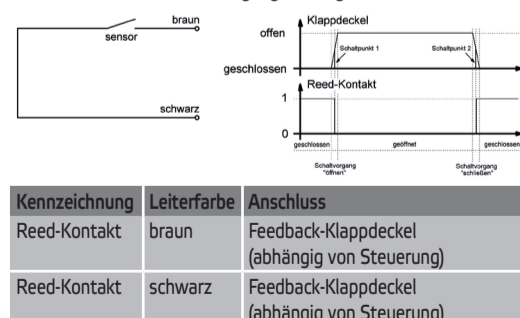 braun
sensor
schwarz
Klappdeckel
offen
Schaltpunkt 1
Schaltpunkt 2
geschlossen
Reed-Kontakt
1
0
geschlossen geöffnet geschlossen
Schaltvorgang "öffnen"
Schaltvorgang "schließen"
Kennzeichnung Leiterfarbe Anschluss
Reed-Kontakt braun Feedback-Klappdeckel
(abhängig von Steuerung)
Reed-Kontakt schwarz Feedback-Klappdeckel
(abhängig von Steuerung)